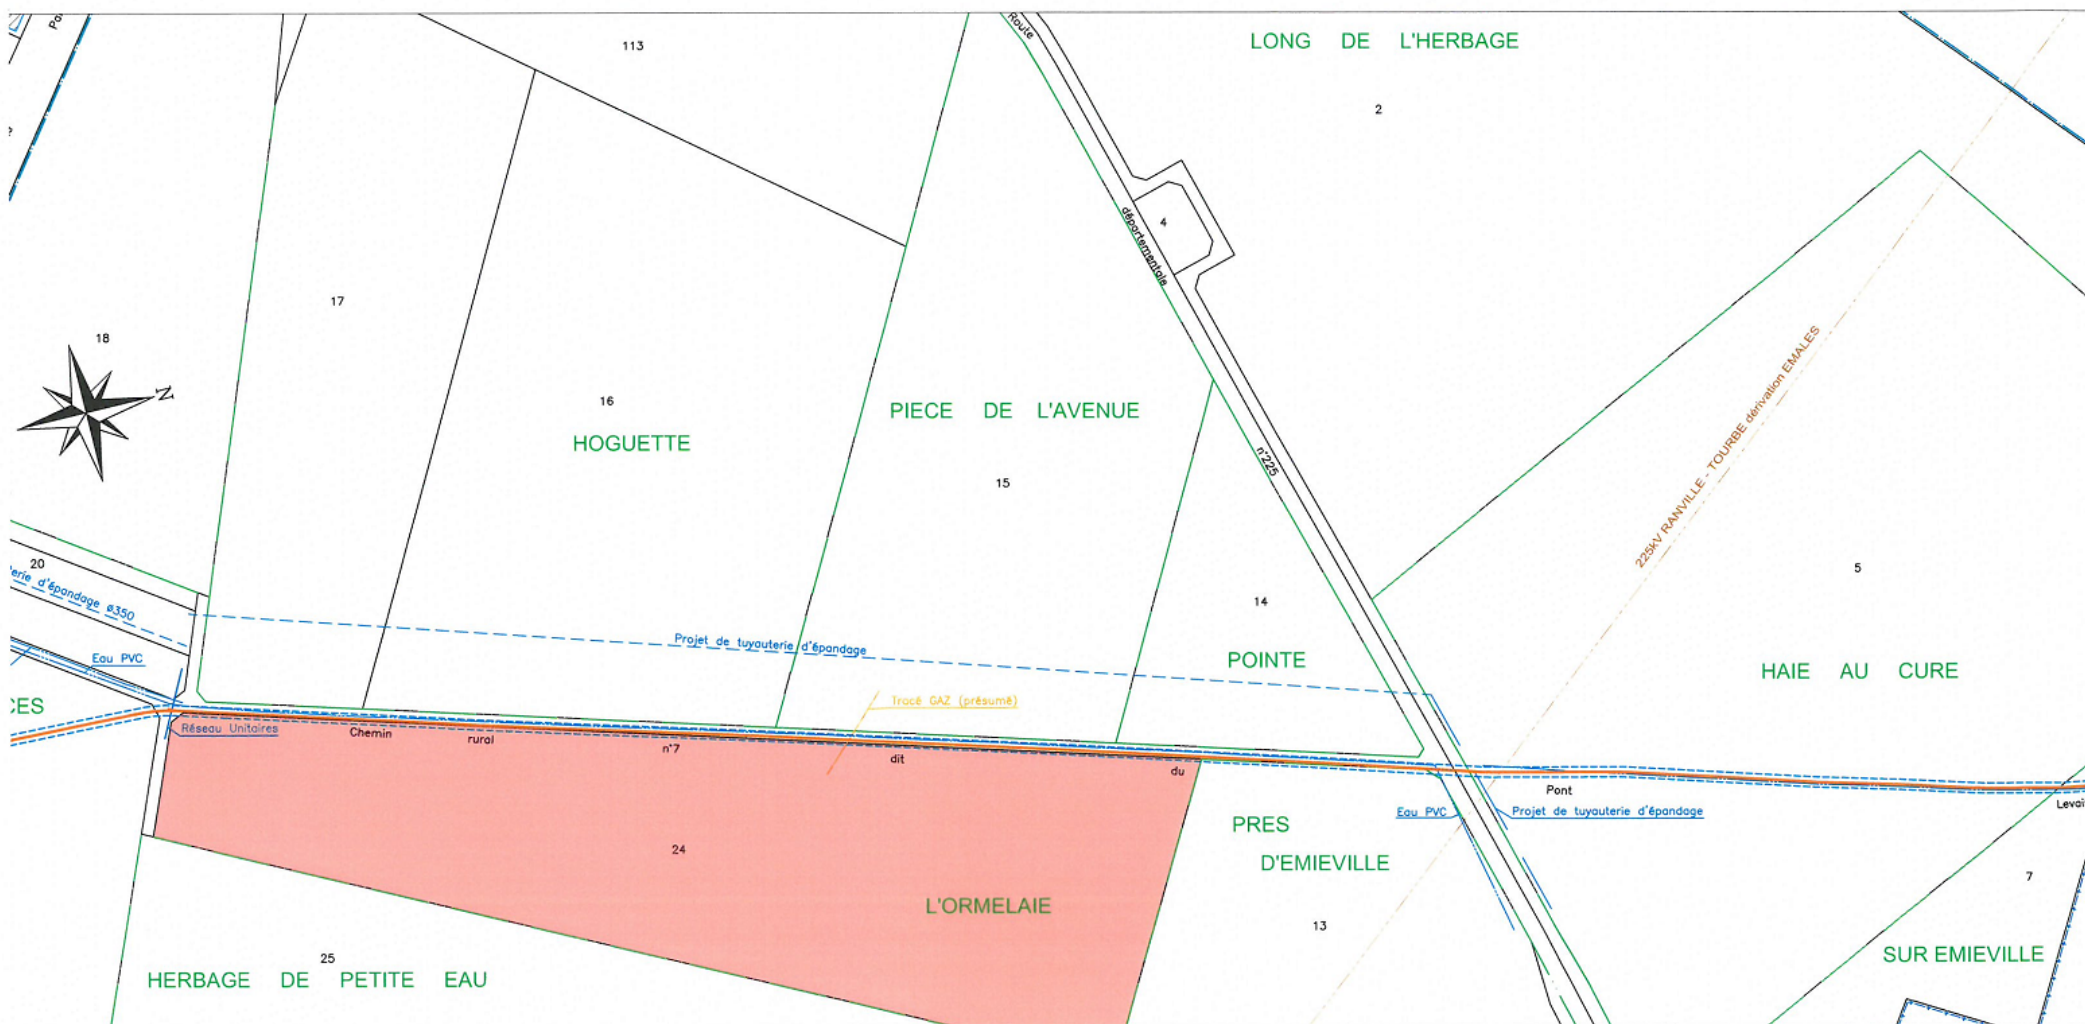 Route
LONG DE L'HERBAGE
113
2
4
départementale
17
18
N
225kV RANVILLE - TOURBE dérivation EMALES
16
PIECE DE L'AVENUE
HOGUETTE
n°225
15
20
5
erie d'épandage ø350
14
Projet de tuyauterie d'épandage
Eau PVC
POINTE
HAIE AU CURE
CES
Tracé GAZ (présumé)
Réseau Unitaires
Chemin rural n°7 dit du Pont Levai
Eau PVC
Projet de tuyauterie d'épandage
PRES
D'EMIEVILLE
24
7
L'ORMELAIE
13
25
SUR EMIEVILLE
HERBAGE DE PETITE EAU